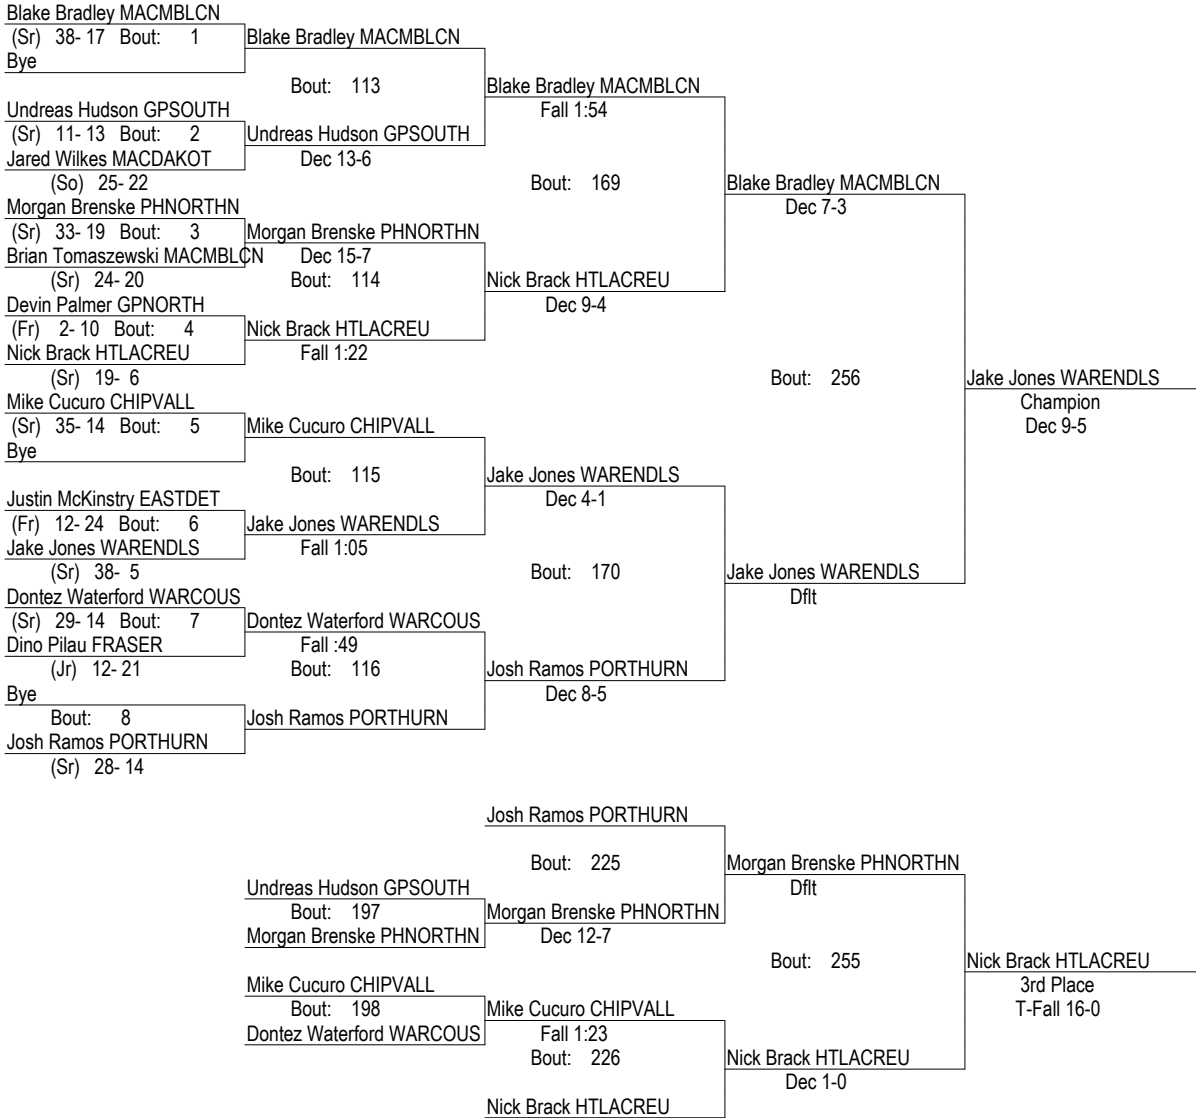 Blake Bradley MACMBLCN
(Sr) 38- 17 Bout: 1
Blake Bradley MACMBLCN
Bye
Bout: 113
Blake Bradley MACMBLCN
Undreas Hudson GPSOUTH
Fall 1:54
(Sr) 11- 13 Bout: 2
Undreas Hudson GPSOUTH
Jared Wilkes MACDAKOT
Dec 13-6
(So) 25- 22
Bout: 169
Blake Bradley MACMBLCN
Morgan Brenske PHNORTHN
Dec 7-3
(Sr) 33- 19 Bout: 3
Morgan Brenske PHNORTHN
Brian Tomaszewski MACMBLCN
Dec 15-7
(Sr) 24- 20
Bout: 114
Nick Brack HTLACREU
Devin Palmer GPNORTH
Dec 9-4
(Fr) 2- 10 Bout: 4
Nick Brack HTLACREU
Nick Brack HTLACREU
Fall 1:22
(Sr) 19- 6
Bout: 256
Jake Jones WARENDLS
Mike Cucuro CHIPVALL
Champion
(Sr) 35- 14 Bout: 5
Mike Cucuro CHIPVALL
Dec 9-5
Bye
Bout: 115
Jake Jones WARENDLS
Justin McKinstry EASTDET
Dec 4-1
(Fr) 12- 24 Bout: 6
Jake Jones WARENDLS
Jake Jones WARENDLS
Fall 1:05
(Sr) 38- 5
Bout: 170
Jake Jones WARENDLS
Dontez Waterford WARCOUS
Dflt
(Sr) 29- 14 Bout: 7
Dontez Waterford WARCOUS
Dino Pilau FRASER
Fall :49
(Jr) 12- 21
Bout: 116
Josh Ramos PORTHURN
Bye
Dec 8-5
Bout: 8
Josh Ramos PORTHURN
Josh Ramos PORTHURN
(Sr) 28- 14
Josh Ramos PORTHURN
Bout: 225
Morgan Brenske PHNORTHN
Undreas Hudson GPSOUTH
Dflt
Bout: 197
Morgan Brenske PHNORTHN
Morgan Brenske PHNORTHN
Dec 12-7
Bout: 255
Nick Brack HTLACREU
Mike Cucuro CHIPVALL
3rd Place
Bout: 198
Mike Cucuro CHIPVALL
T-Fall 16-0
Dontez Waterford WARCOUS
Fall 1:23
Bout: 226
Nick Brack HTLACREU
Dec 1-0
Nick Brack HTLACREU